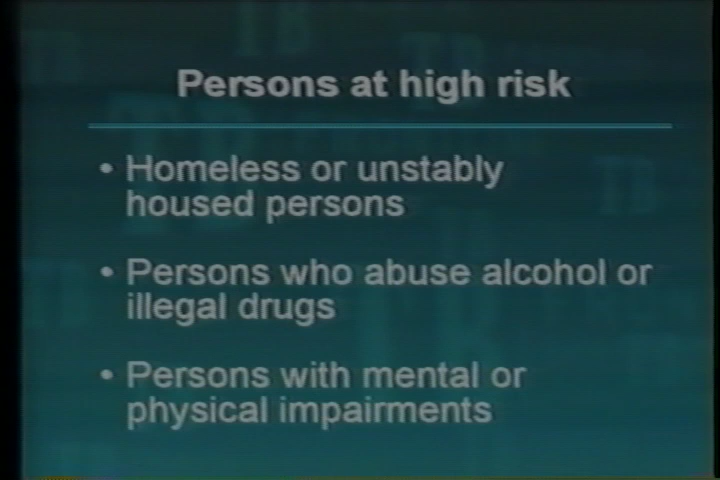 Persons at high risk
• Homeless or unstably
housed persons
• Persons who abuse alcohol or
illegal drugs
• Persons with mental or
physical impairments